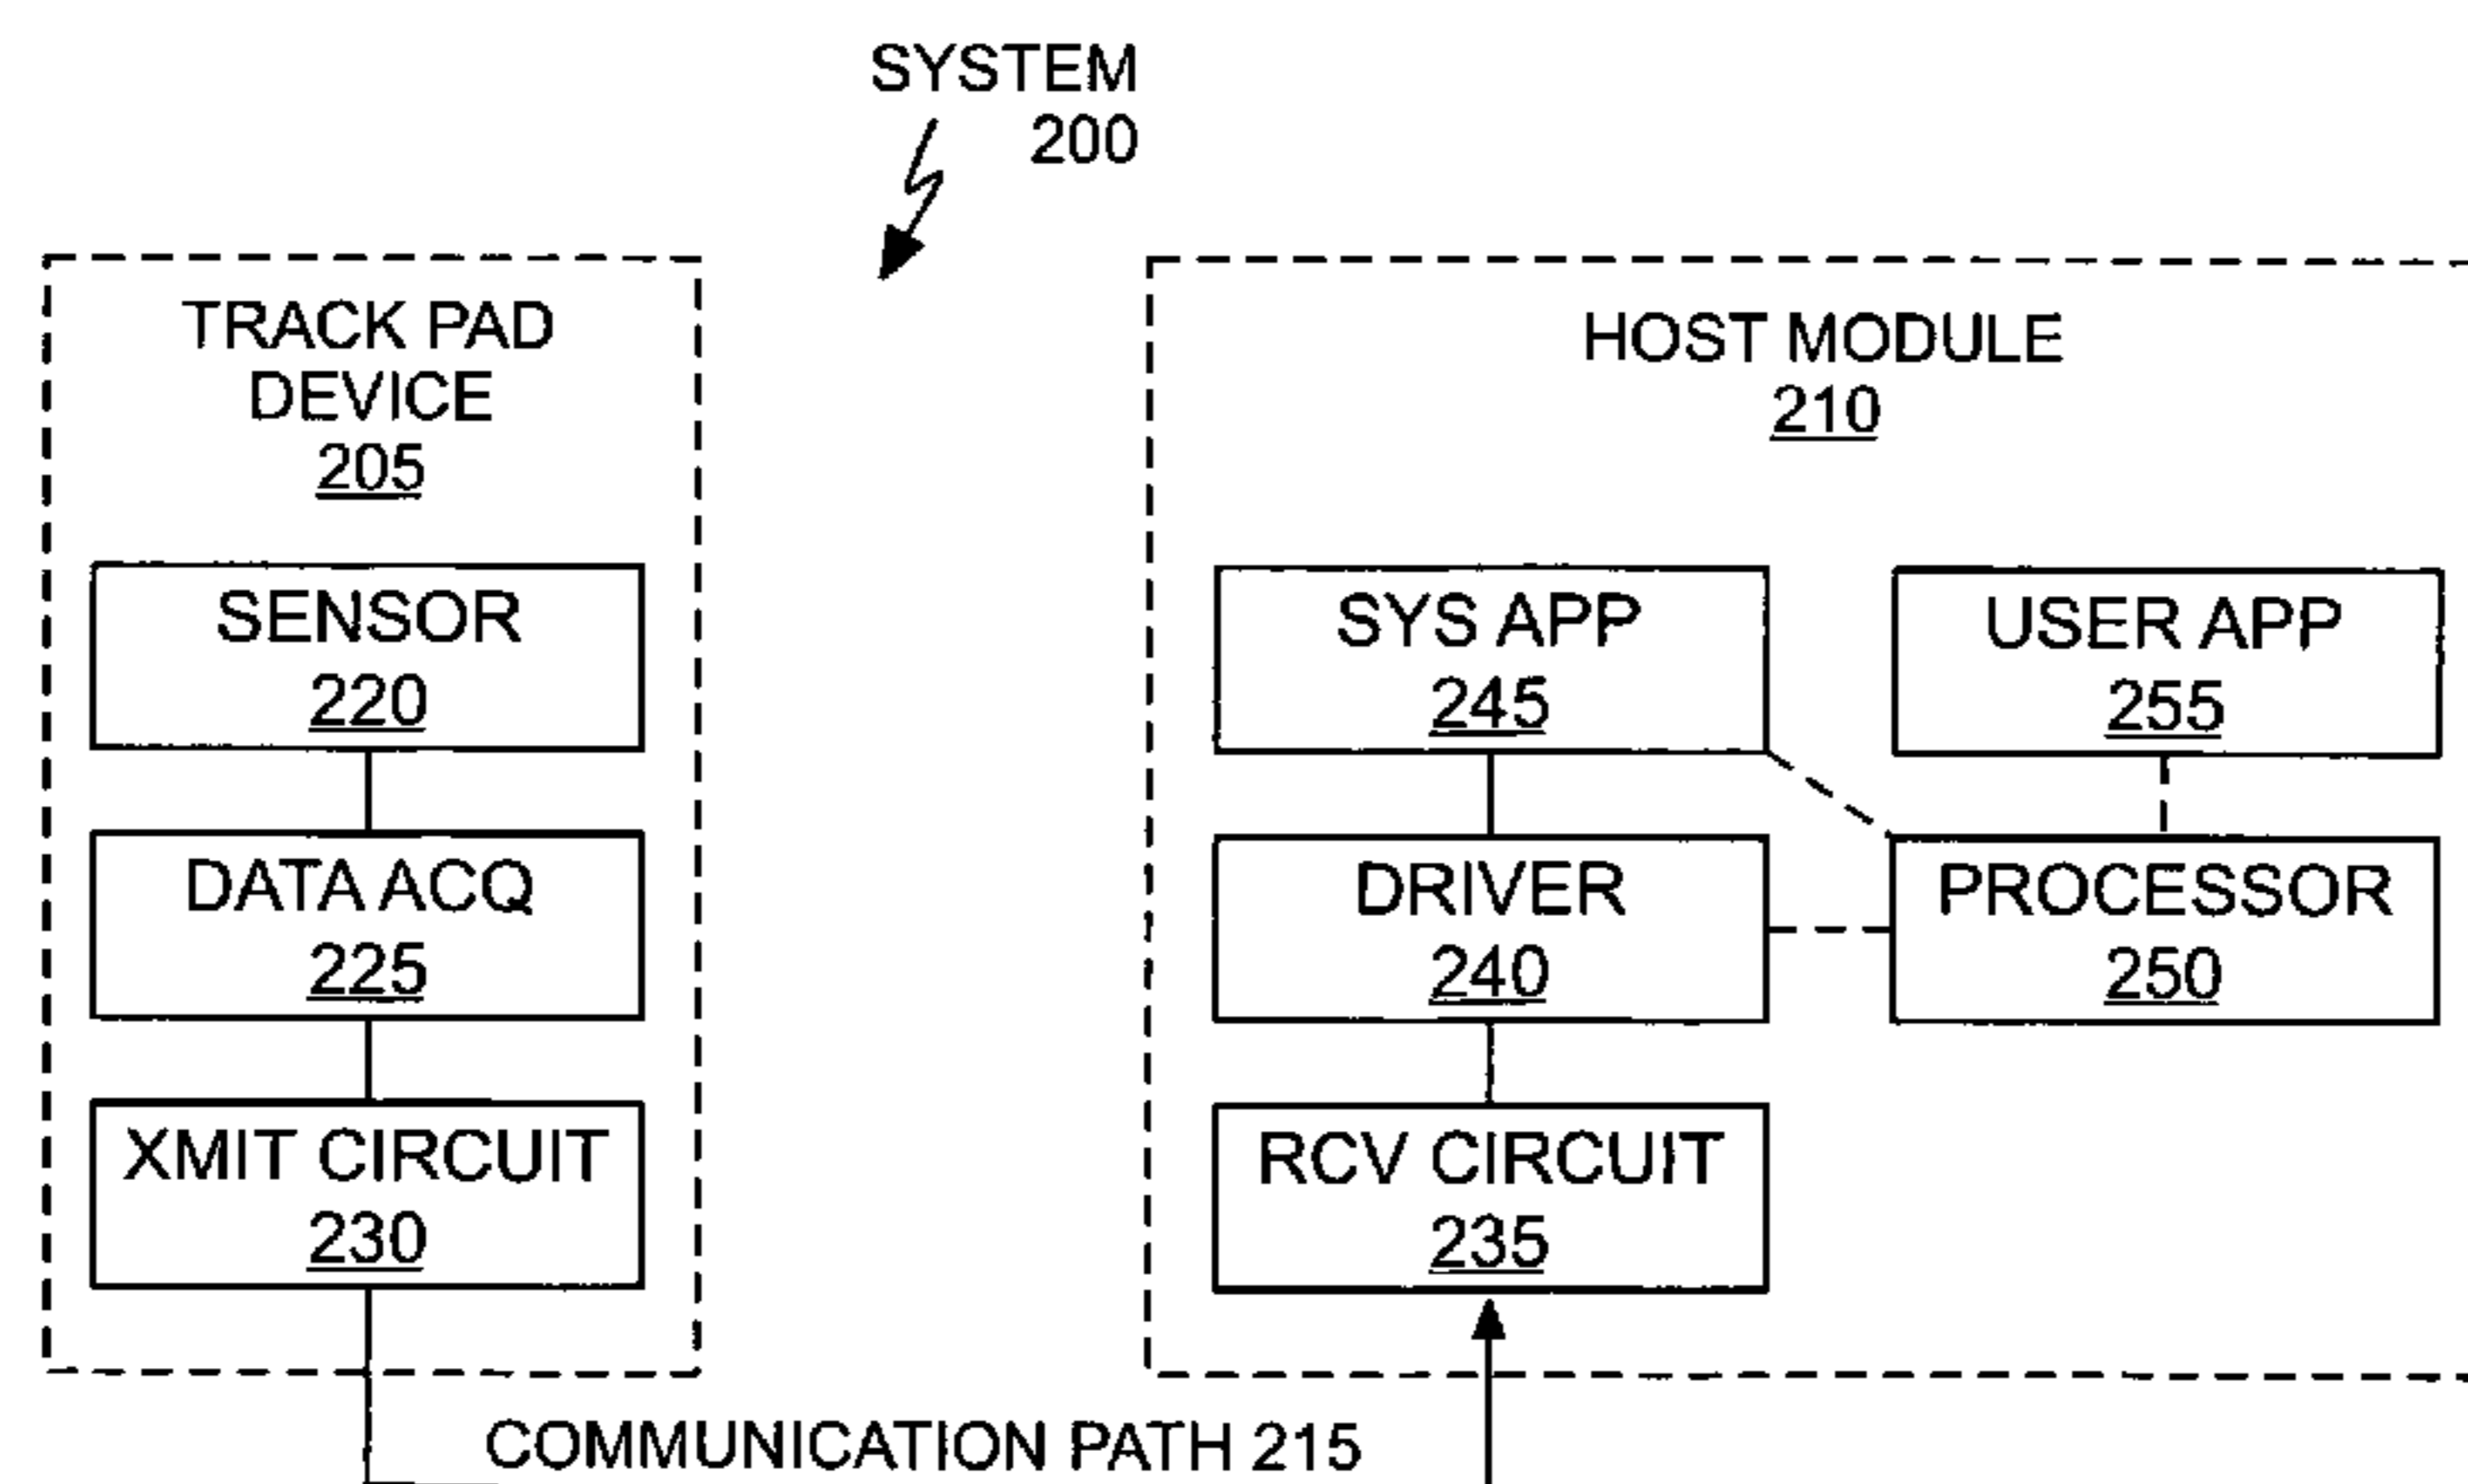 SYSTEM
200
TRACK PAD
DEVICE
205
SENSOR
220
DATA ACQ
225
XMIT CIRCUIT
230
HOST MODULE
210
SYS APP
245
USER APP
255
DRIVER
240
PROCESSOR
250
RCV CIRCUIT
235
COMMUNICATION PATH 215